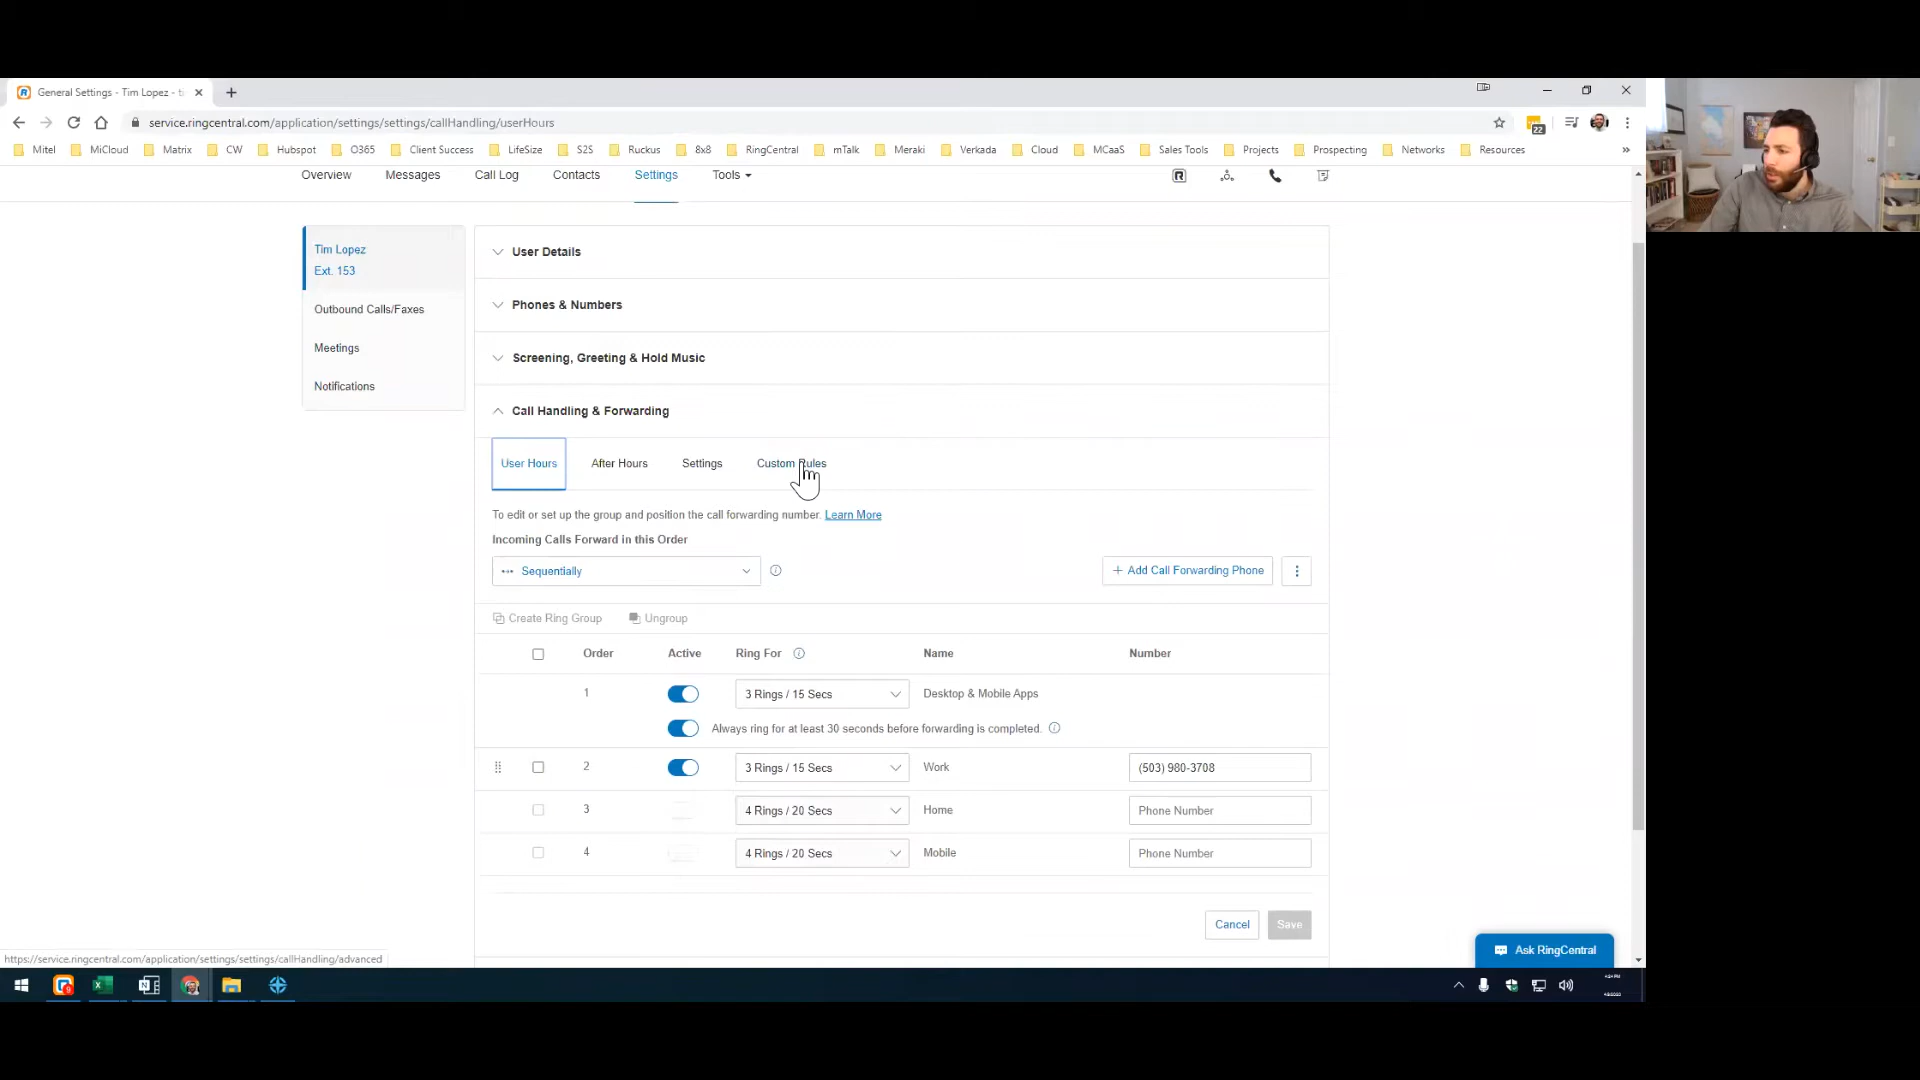 General Settings - Tim Lopez - ti
service.ringcentral.com/application/settings/settings/callHandling/userHours
22
Mitel MiCloud Matrix CW Hubspot O365 Client Success LifeSize S2S Ruckus 8x8 RingCentral mTalk Meraki Verkada Cloud MCaaS Sales Tools Projects Prospecting Networks Resources »
Overview Messages Call Log Contacts Settings Tools
Tim Lopez
Ext. 153
Outbound Calls/Faxes
Meetings
Notifications
User Details
Phones & Numbers
Screening, Greeting & Hold Music
Call Handling & Forwarding
User Hours After Hours Settings Custom Rules
To edit or set up the group and position the call forwarding number. Learn More
Incoming Calls Forward in this Order
Sequentially
+ Add Call Forwarding Phone
Create Ring Group Ungroup
Order Active Ring For Name Number
1 3 Rings / 15 Secs Desktop & Mobile Apps
Always ring for at least 30 seconds before forwarding is completed.
2 3 Rings / 15 Secs Work (503) 980-3708
3 4 Rings / 20 Secs Home Phone Number
4 4 Rings / 20 Secs Mobile Phone Number
Cancel Save
Ask RingCentral
https://service.ringcentral.com/application/settings/settings/callHandling/advanced